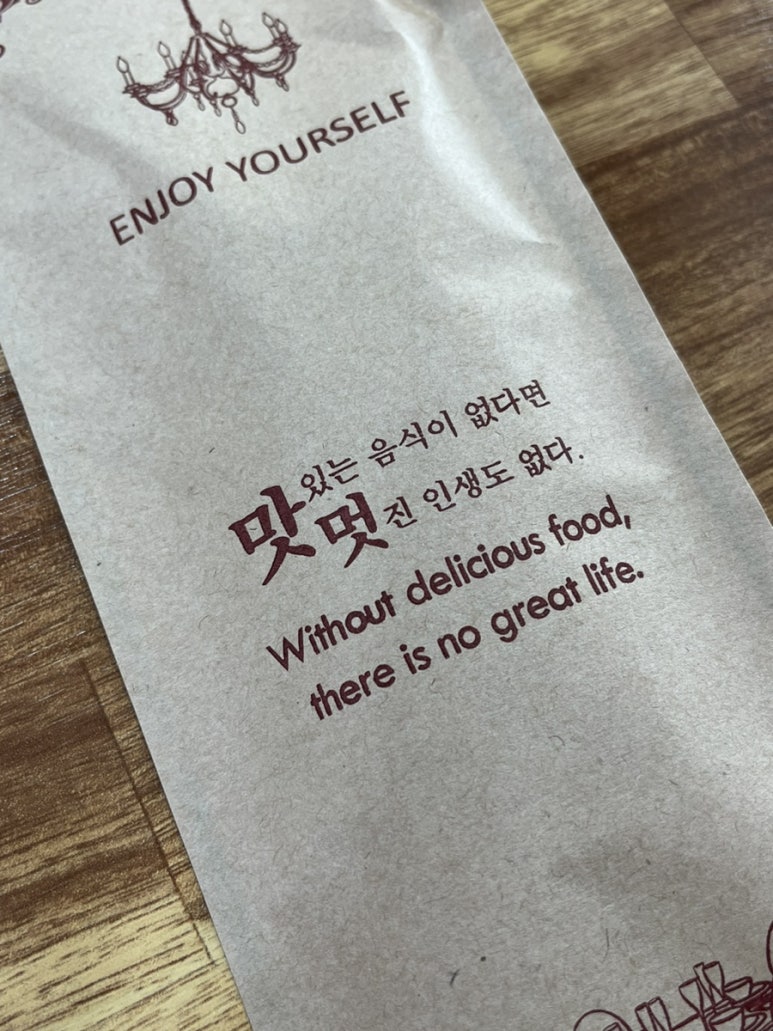 ENJOY YOURSELF
맛있는 음식이 없다면
멋진 인생도 없다.
Without delicious food,
there is no great life.